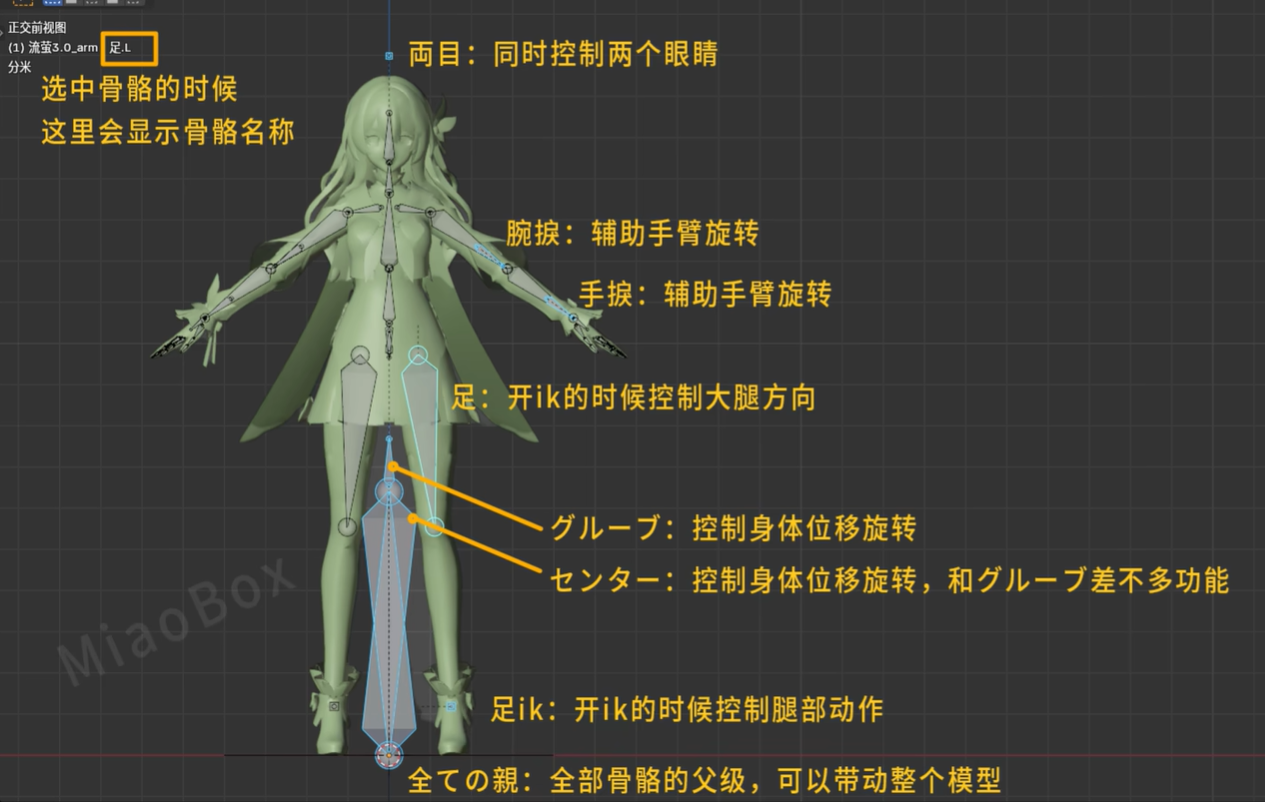 正交前视图
(1) 流萤3.0_arm 足.L
分米
両目：同时控制两个眼睛
选中骨骼的时候
这里会显示骨骼名称
腕捩：辅助手臂旋转
手捩：辅助手臂旋转
足：开ik的时候控制大腿方向
グループ：控制身体位移旋转
センター：控制身体位移旋转，和グループ差不多功能
MiaoBox
足ik：开ik的时候控制腿部动作
全ての親：全部骨骼的父级，可以带动整个模型